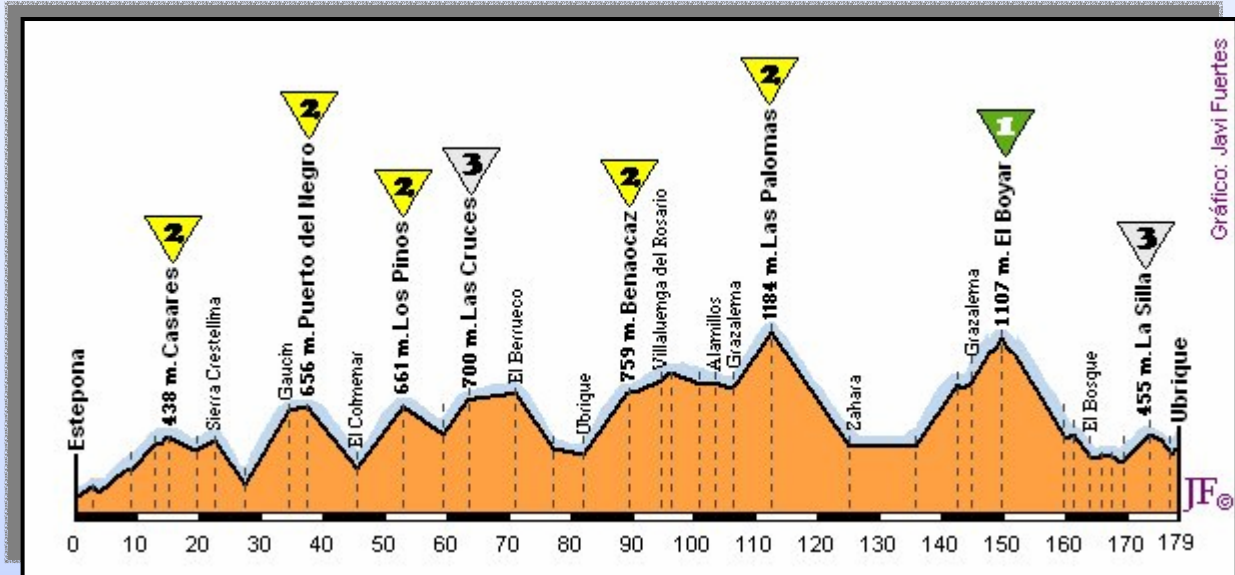 Estepona
2
438 m. Casares
Sierra Crestellina
Gaucin
2
656 m. Puerto del Negro
El Colmenar
2
661 m. Los Pinos
3
700 m. Las Cruces
El Berrueco
Ubrique
2
759 m. Benaocaz
Villaluenga del Rosario
Alamillos
Grazalema
2
1184 m. Las Palomas
Zahara
Grazalema
1
1107 m. El Boyar
El Bosque
3
455 m. La Silla
Ubrique
Gráfico: Javi Fuertes
JF©
0 10 20 30 40 50 60 70 80 90 100 110 120 130 140 150 160 170 179